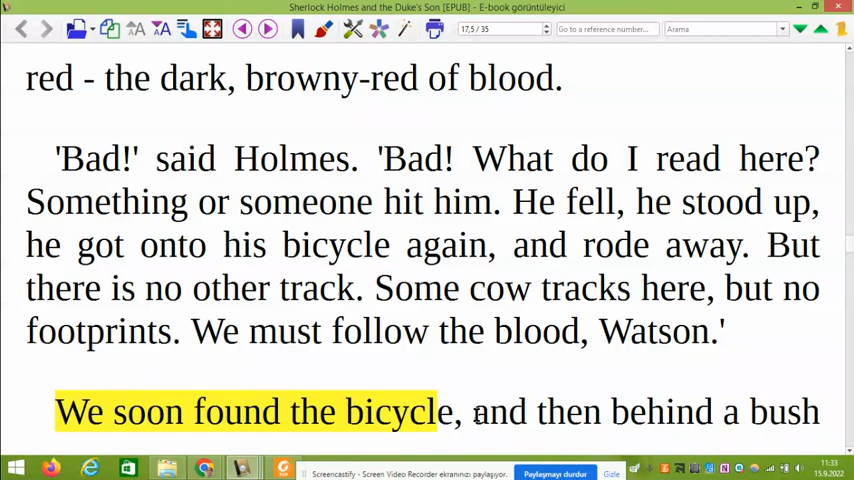 Sherlock Holmes and the Duke's Son [EPUB] - E-book görüntüleyici
17,5 / 35
Go to a reference number...
Arama
red - the dark, browny-red of blood.
'Bad!' said Holmes. 'Bad! What do I read here?
Something or someone hit him. He fell, he stood up,
he got onto his bicycle again, and rode away. But
there is no other track. Some cow tracks here, but no
footprints. We must follow the blood, Watson.'
We soon found the bicycle, and then behind a bush
Screencastify - Screen Video Recorder ekranınızı paylaşıyor.
Paylaşmayı durdur
Gizle
11:33
15.9.2022